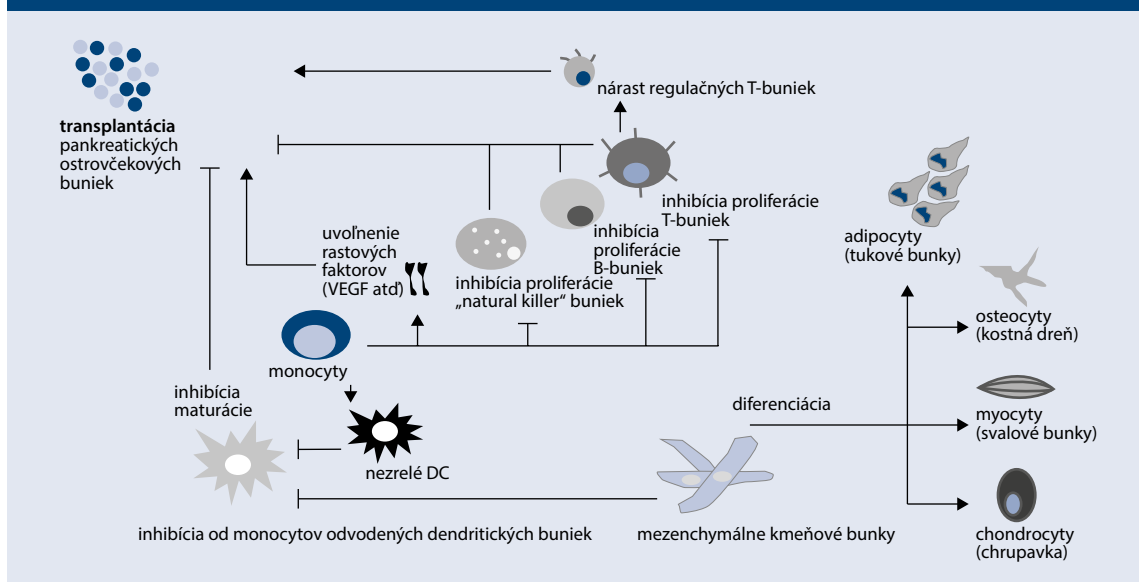 transplantácia
pankreatických
ostrovčekových
buniek
nárast regulačných T-buniek
inhibícia proliferácie
T-buniek
inhibícia
proliferácie
B-buniek
inhibícia proliferácie
„natural killer“ buniek
uvoľnenie
rastových
faktorov
(VEGF atď)
monocyty
inhibícia
maturácie
nezrelé DC
inhibícia od monocytov odvodených dendritických buniek
mezenchymálne kmeňové bunky
diferenciácia
adipocyty
(tukové bunky)
osteocyty
(kostná dreň)
myocyty
(svalové bunky)
chondrocyty
(chrupavka)